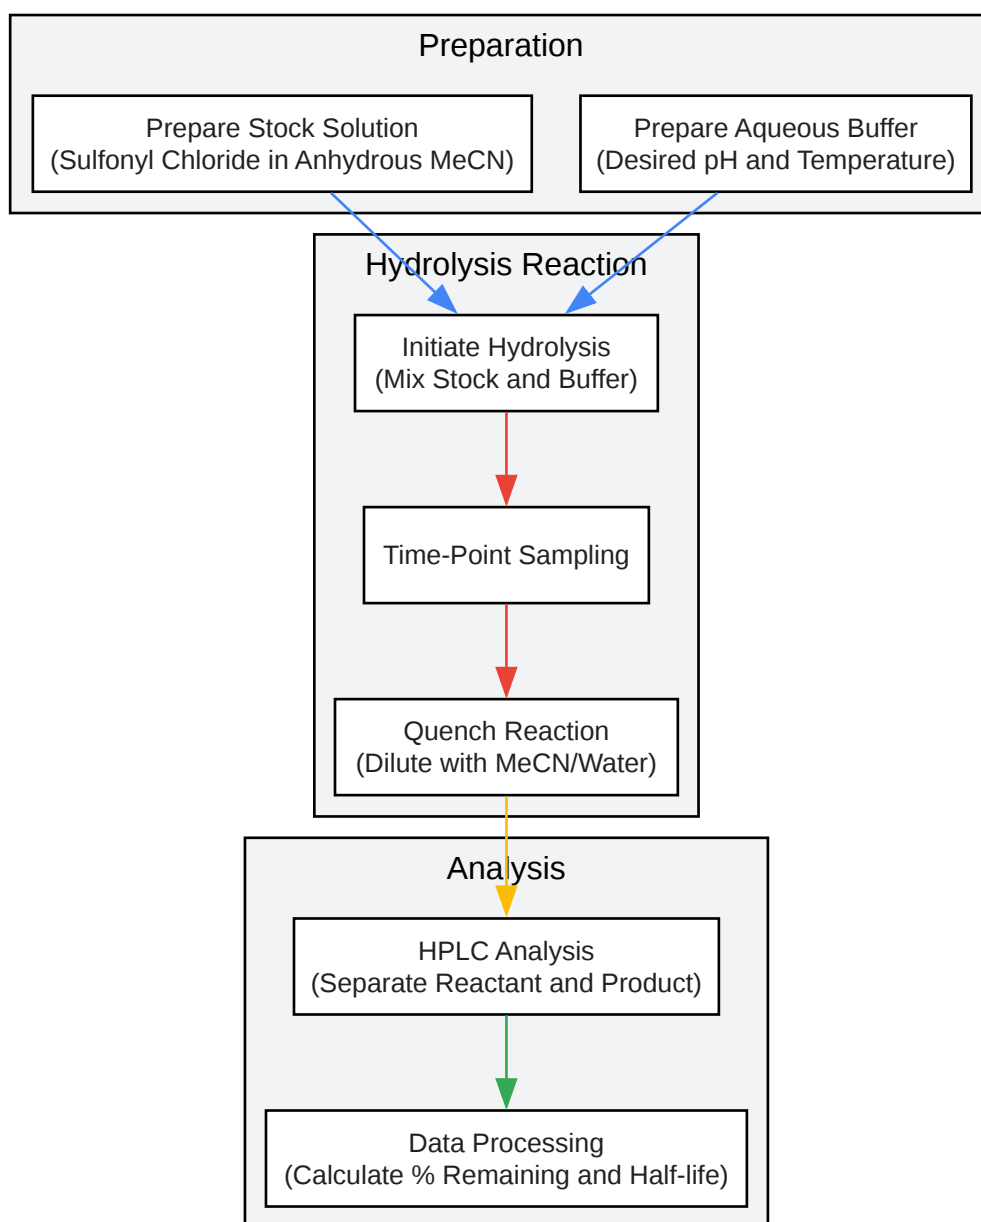 Preparation
Prepare Stock Solution
(Sulfonyl Chloride in Anhydrous MeCN)
Prepare Aqueous Buffer
(Desired pH and Temperature)
Hydrolysis Reaction
Initiate Hydrolysis
(Mix Stock and Buffer)
Time-Point Sampling
Quench Reaction
(Dilute with MeCN/Water)
Analysis
HPLC Analysis
(Separate Reactant and Product)
Data Processing
(Calculate % Remaining and Half-life)